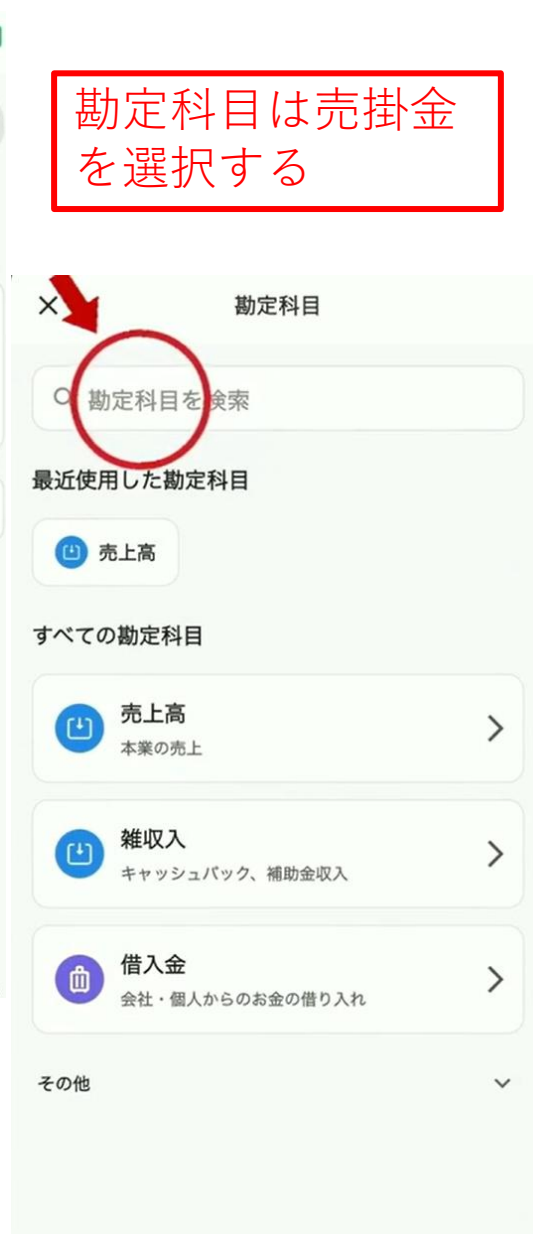 勘定科目は売掛金
を選択する
勘定科目
勘定科目を検索
最近使用した勘定科目
売上高
すべての勘定科目
売上高
本業の売上
雑収入
キャッシュバック、補助金収入
借入金
会社・個人からのお金の借り入れ
その他